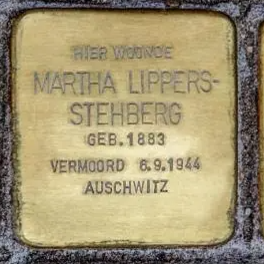 HIER WOONDE
MARTHA LIPPERS-
STEHBERG
GEB. 1883
VERMOORD 6.9.1944
AUSCHWITZ